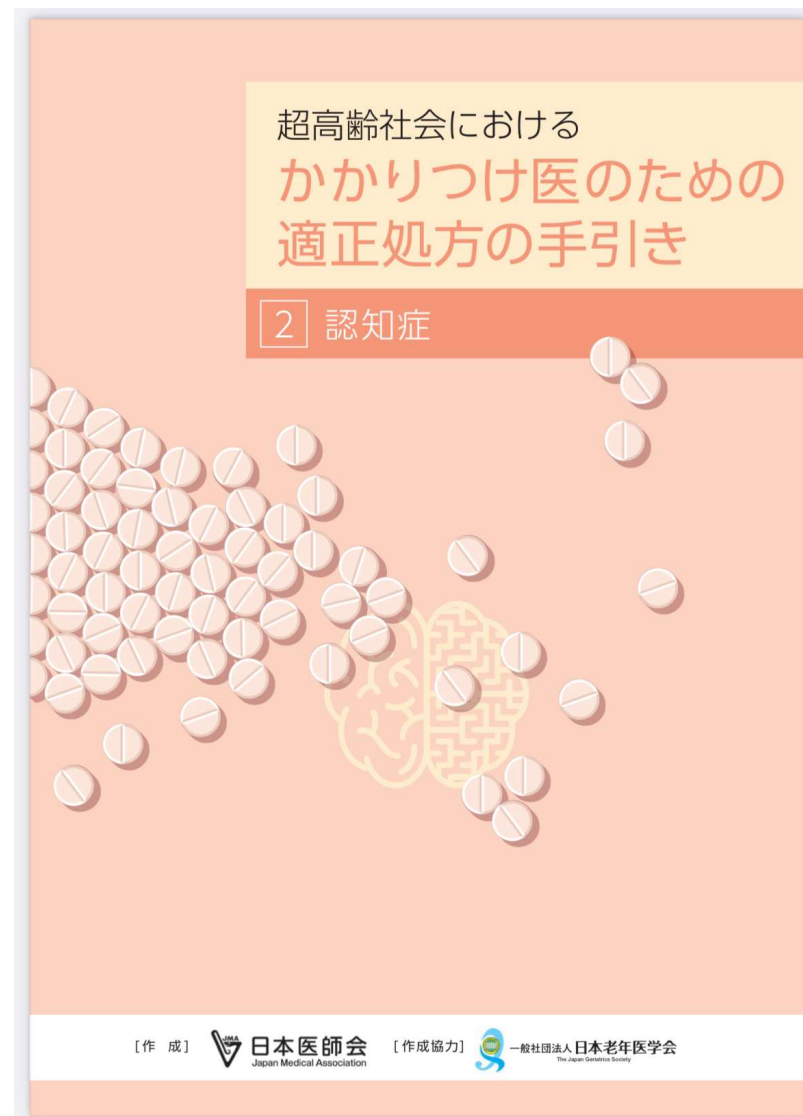 超高齢社会における
かかりつけ医のための
適正処方の手引き
2 認知症
[作 成] JMA 日本医師会 Japan Medical Association [作成協力] 一般社団法人 日本老年医学会 The Japan Geriatrics Society